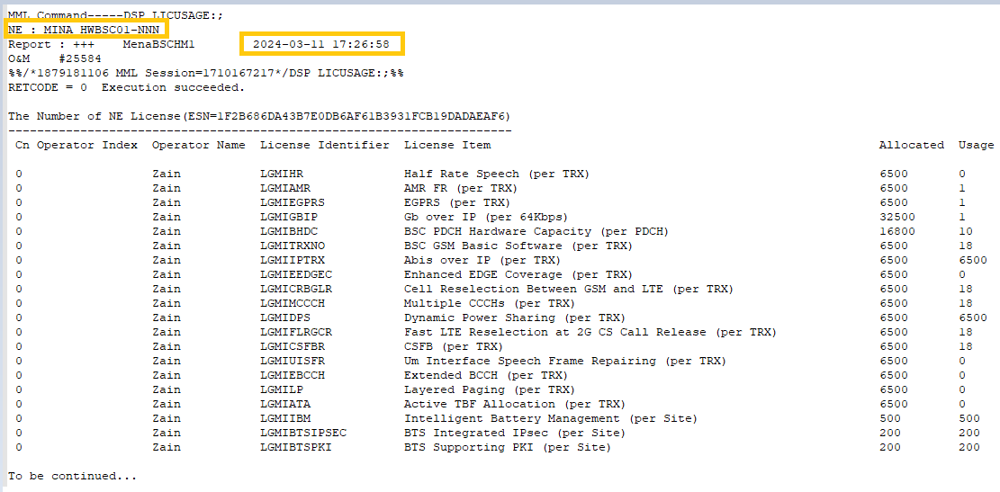 MML Command-----DSP LICUSAGE:;
NE : MINA_HWBSC01-NNN
Report : +++    MenaBSCHM1        2024-03-11 17:26:58
O&M    #25584
%%/*1879181106 MML Session=1710167217*/DSP LICUSAGE:;%%
RETCODE = 0  Execution succeeded.
The Number of NE License(ESN=1F2B686DA43B7E0DB6AF61B3931FCB19DADAEAF6)
----------------------------------------------------------------------
Cn Operator Index  Operator Name  License Identifier  License Item  Allocated  Usage
0  Zain  LGMIHR  Half Rate Speech (per TRX)  6500  0
0  Zain  LGMIAMR  AMR FR (per TRX)  6500  1
0  Zain  LGMIEGPRS  EGPRS (per TRX)  6500  1
0  Zain  LGMIGBIP  Gb over IP (per 64Kbps)  32500  1
0  Zain  LGMIBHDC  BSC PDCH Hardware Capacity (per PDCH)  16800  10
0  Zain  LGMITRXNO  BSC GSM Basic Software (per TRX)  6500  18
0  Zain  LGMIIPTRX  Abis over IP (per TRX)  6500  6500
0  Zain  LGMIEEDGEC  Enhanced EDGE Coverage (per TRX)  6500  0
0  Zain  LGMICRBGLR  Cell Reselection Between GSM and LTE (per TRX)  6500  18
0  Zain  LGMIMCCCH  Multiple CCCHs (per TRX)  6500  18
0  Zain  LGMIDPS  Dynamic Power Sharing (per TRX)  6500  6500
0  Zain  LGMIFLRGCR  Fast LTE Reselection at 2G CS Call Release (per TRX)  6500  18
0  Zain  LGMICSFBR  CSFB (per TRX)  6500  18
0  Zain  LGMIUISFR  Um Interface Speech Frame Repairing (per TRX)  6500  0
0  Zain  LGMIEBCCH  Extended BCCH (per TRX)  6500  0
0  Zain  LGMILP  Layered Paging (per TRX)  6500  0
0  Zain  LGMIATA  Active TBF Allocation (per TRX)  6500  0
0  Zain  LGMIIBM  Intelligent Battery Management (per Site)  500  500
0  Zain  LGMIBTSIPSEC  BTS Integrated IPsec (per Site)  200  200
0  Zain  LGMIBTSPKI  BTS Supporting PKI (per Site)  200  200
To be continued...